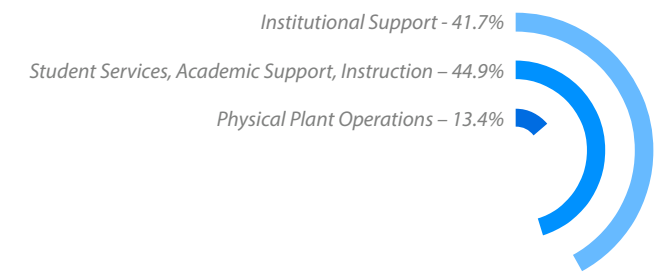 Institutional Support - 41.7%
Student Services, Academic Support, Instruction – 44.9%
Physical Plant Operations – 13.4%